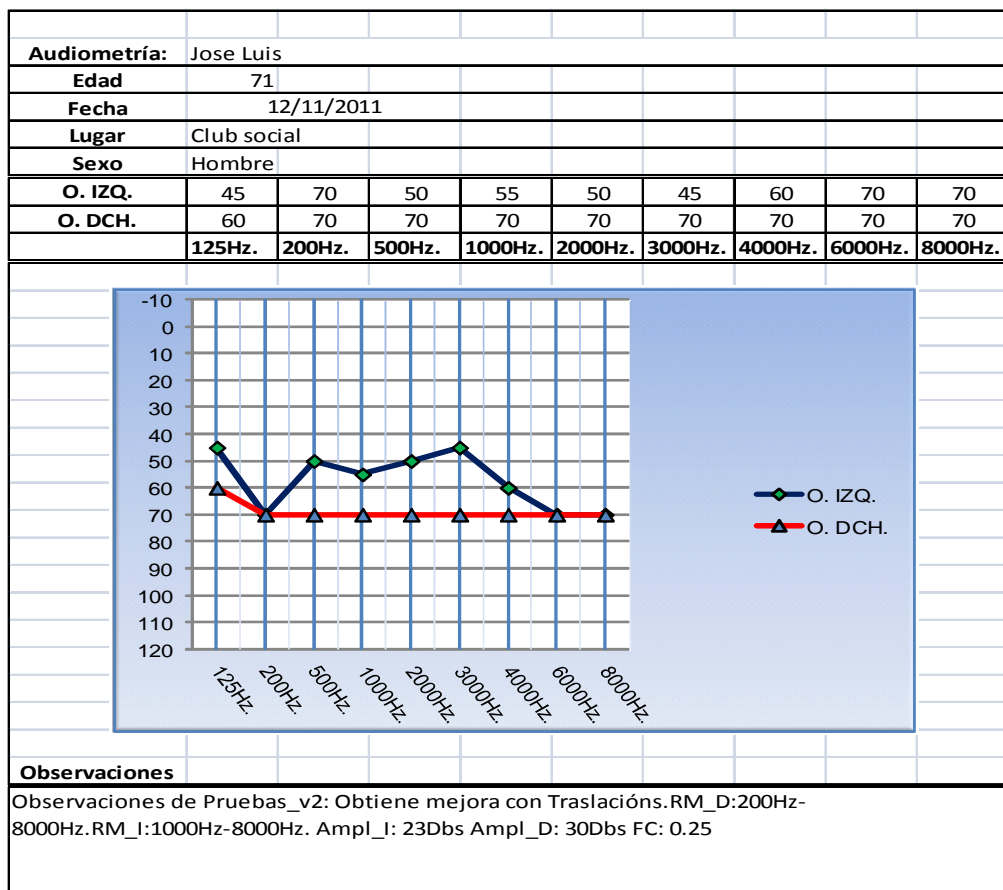 Audiometría: Jose Luis
Edad 71
Fecha 12/11/2011
Lugar Club social
Sexo Hombre
O. IZQ. 45 70 50 55 50 45 60 70 70
O. DCH. 60 70 70 70 70 70 70 70 70
125Hz. 200Hz. 500Hz. 1000Hz. 2000Hz. 3000Hz. 4000Hz. 6000Hz. 8000Hz.
-10
0
10
20
30
40
50
60
70
80
90
100
110
120
125Hz. 200Hz. 500Hz. 1000Hz. 2000Hz. 3000Hz. 4000Hz. 6000Hz. 8000Hz.
O. IZQ.
O. DCH.
Observaciones
Observaciones de Pruebas_v2: Obtiene mejora con Traslacións.RM_D:200Hz-
8000Hz.RM_I:1000Hz-8000Hz. Ampl_I: 23Dbs Ampl_D: 30Dbs FC: 0.25